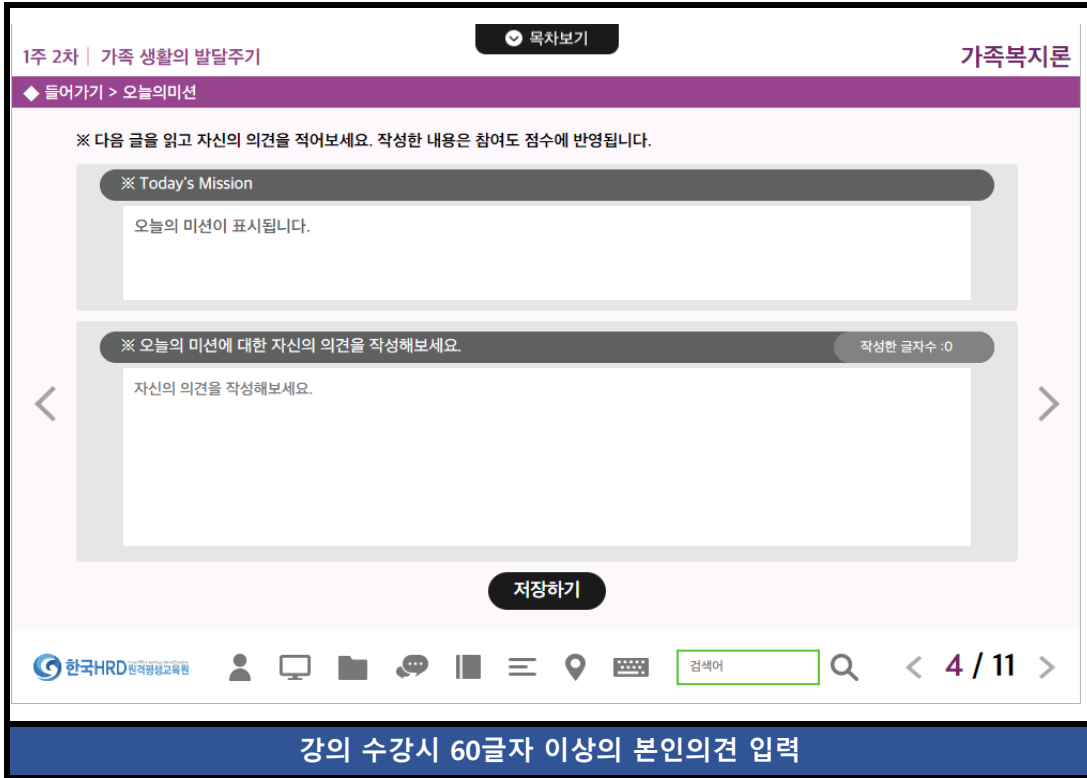 목차보기
1주 2차 | 가족 생활의 발달주기
가족복지론
◆ 들어가기 > 오늘의미션
※ 다음 글을 읽고 자신의 의견을 적어보세요. 작성한 내용은 참여도 점수에 반영됩니다.
※ Today's Mission
오늘의 미션이 표시됩니다.
※ 오늘의 미션에 대한 자신의 의견을 작성해보세요.
작성한 글자수 :0
자신의 의견을 작성해보세요.
저장하기
한국HRD원격평생교육원
검색어
< 4 / 11 >
강의 수강시 60글자 이상의 본인의견 입력